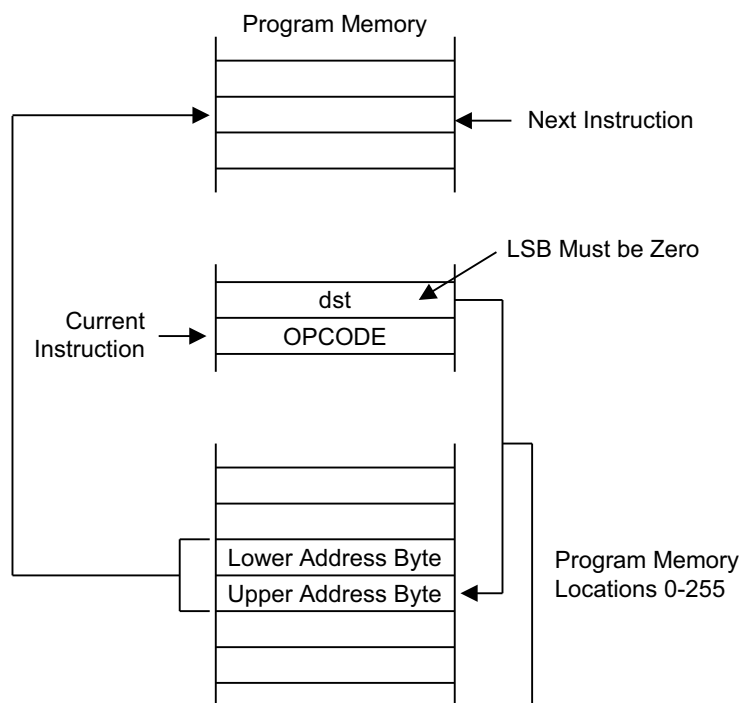 Program Memory
Next Instruction
LSB Must be Zero
dst
Current
Instruction
OPCODE
Lower Address Byte
Upper Address Byte
Program Memory
Locations 0-255